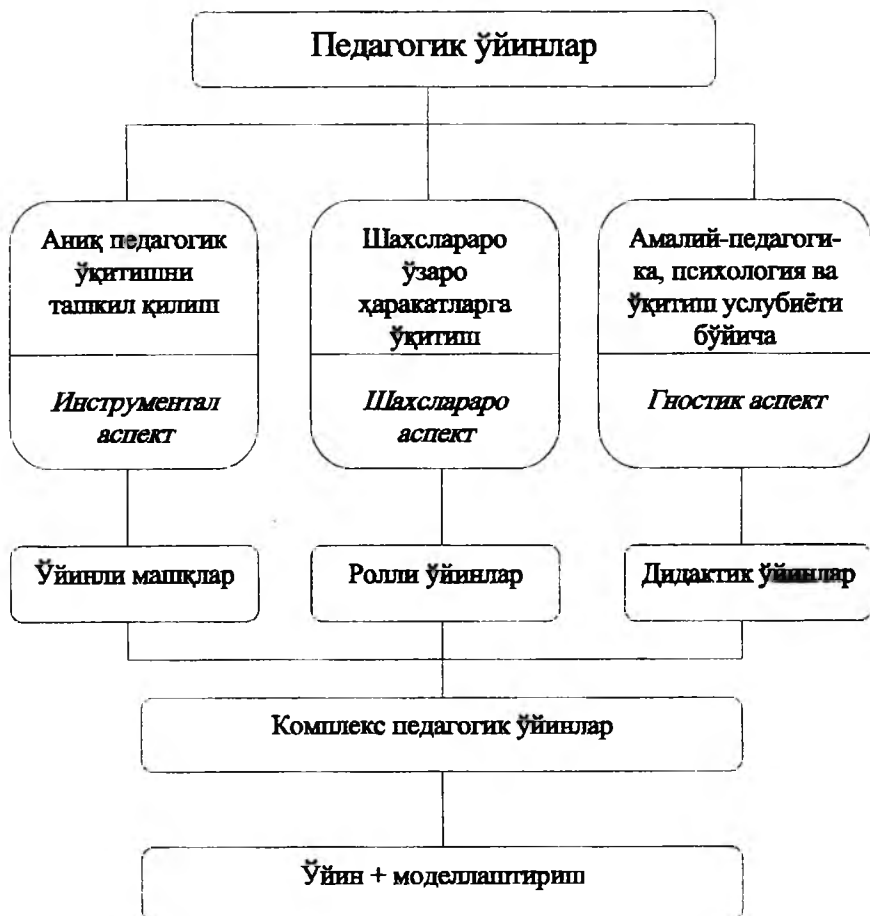 Педагогик ўйинлар
Аниқ педагогик
ўқитишни
ташкил қилиш
Инструментал
аспект
Шахслараро
ўзаро
ҳаракатларга
ўқитиш
Шахслараро
аспект
Амалий-педагоги-
ка, психология ва
ўқитиш услубиёти
бўйича
Гностик аспект
Ўйинли машқлар
Ролли ўйинлар
Дидактик ўйинлар
Комплекс педагогик ўйинлар
Ўйин + моделлаштириш